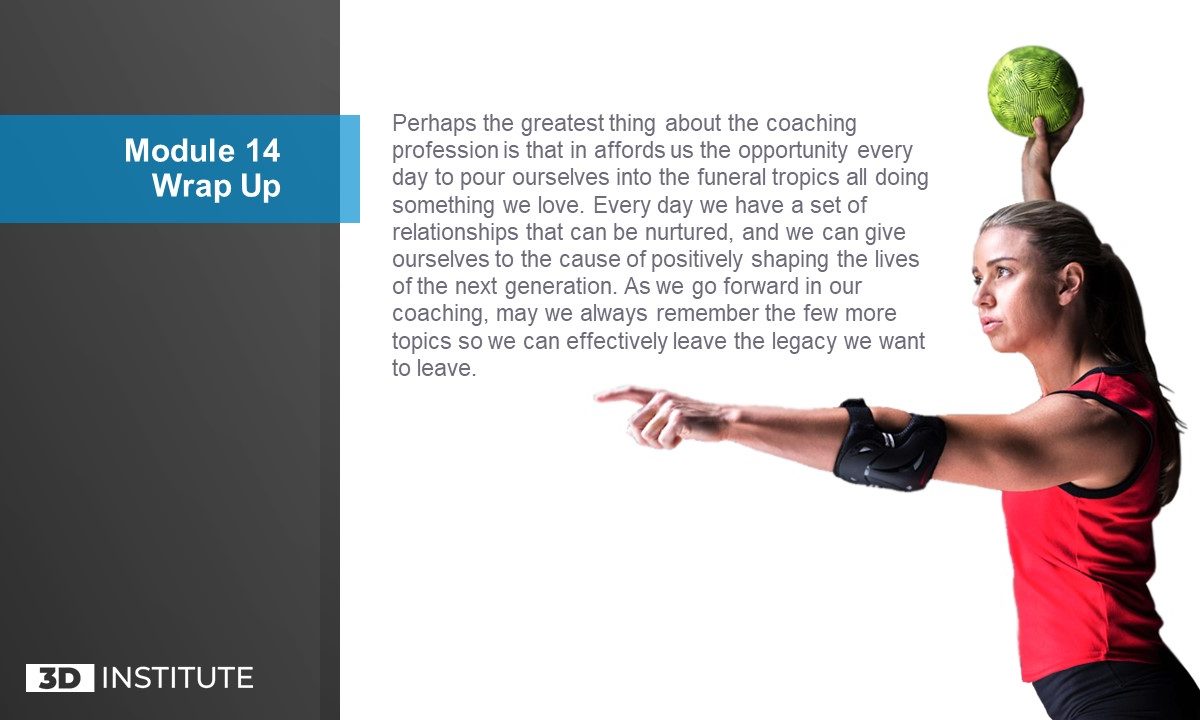 Module 14
Wrap Up
Perhaps the greatest thing about the coaching
profession is that in affords us the opportunity every
day to pour ourselves into the funeral tropics all doing
something we love. Every day we have a set of
relationships that can be nurtured, and we can give
ourselves to the cause of positively shaping the lives
of the next generation. As we go forward in our
coaching, may we always remember the few more
topics so we can effectively leave the legacy we want
to leave.
3D INSTITUTE